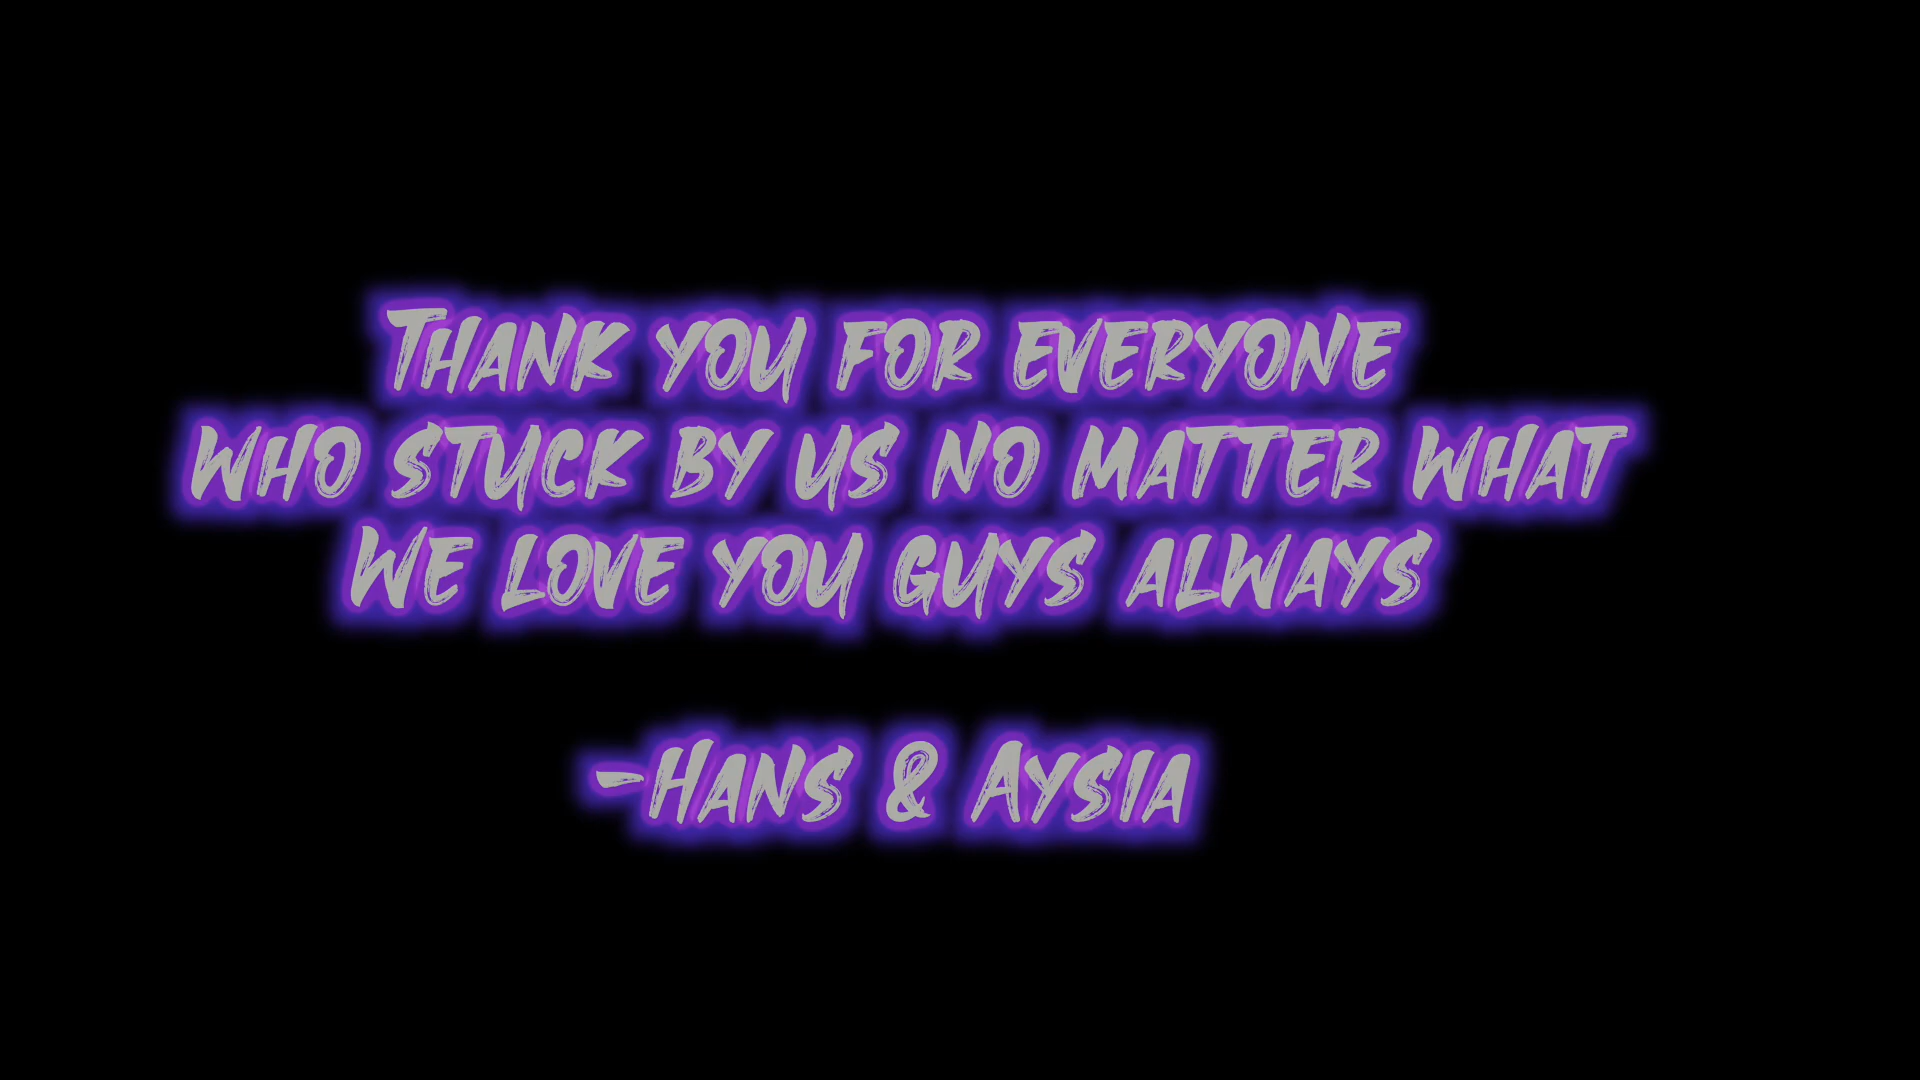 Thank you for everyone
who stuck by us no matter what
We love you guys always
-Hans & Aysia